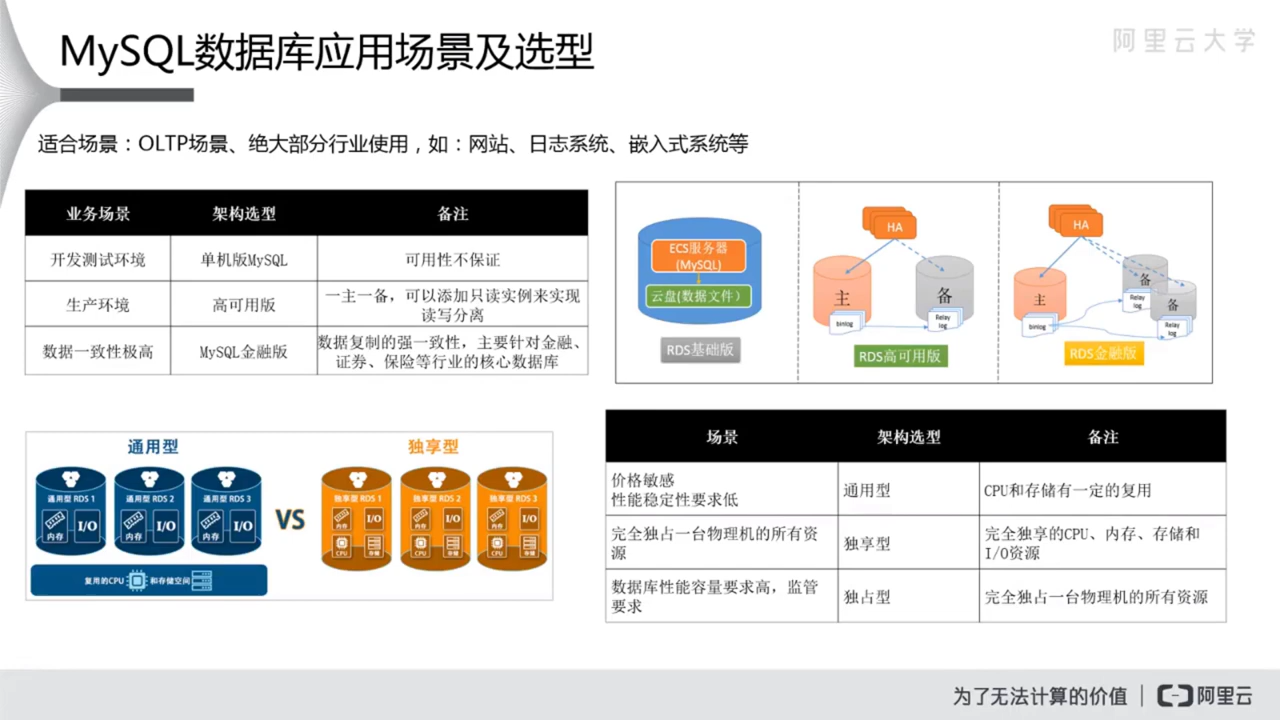 MySQL数据库应用场景及选型
阿里云大学
适合场景：OLTP场景、绝大部分行业使用，如：网站、日志系统、嵌入式系统等
业务场景 架构选型 备注
开发测试环境 单机版MySQL 可用性不保证
生产环境 高可用版 一主一备，可以添加只读实例来实现
读写分离
数据一致性极高 MySQL金融版 数据复制的强一致性，主要针对金融、
证券、保险等行业的核心数据库
ECS服务器
(MySQL)
云盘(数据文件）
RDS基础版
HA
主
备
binlog
Relay
log
RDS高可用版
HA
主
备
备
binlog
Relay
log
Relay
log
RDS金融版
通用型
通用型 RDS 1
内存
I/O
通用型 RDS 2
内存
I/O
通用型 RDS 3
内存
I/O
复用的CPU 和存储空间
VS
独享型
独享型 RDS 1
内存
I/O
CPU
存储
独享型 RDS 2
内存
I/O
CPU
存储
独享型 RDS 3
内存
I/O
CPU
存储
场景 架构选型 备注
价格敏感
性能稳定性要求低
通用型
CPU和存储有一定的复用
完全独占一台物理机的所有资
源
独享型
完全独享的CPU、内存、存储和
I/O资源
数据库性能容量要求高，监管
要求
独占型
完全独占一台物理机的所有资源
为了无法计算的价值 阿里云